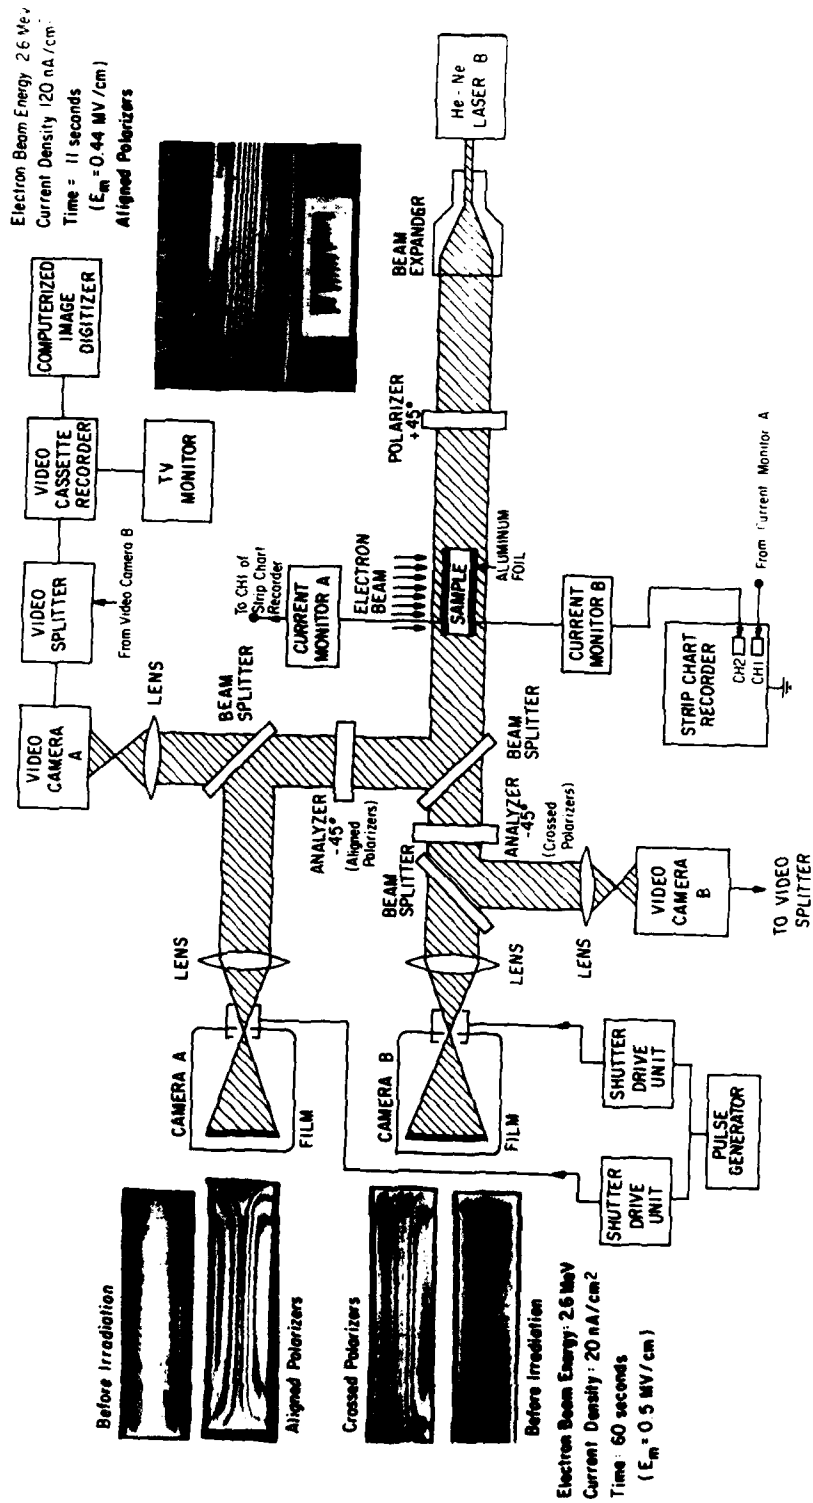 Electron Beam Energy 2.6 MeV
Current Density 120 nA/cm
Time = 11 seconds
(Em = 0.44 MV/cm)
Aligned Polarizers
COMPUTERIZED
IMAGE
DIGITIZER
VIDEO
CASSETTE
RECORDER
TV
MONITOR
VIDEO
SPLITTER
From Video Camera B
VIDEO
CAMERA
A
LENS
BEAM
SPLITTER
To CH1 of
Strip Chart
Recorder
CURRENT
MONITOR A
ELECTRON
BEAM
SAMPLE
ALUMINUM
FOIL
POLARIZER
+45°
BEAM
EXPANDER
He-Ne
LASER B
CURRENT
MONITOR B
STRIP CHART
RECORDER
CH2
CH1
From Current Monitor A
ANALYZER
-45°
(Aligned
Polarizers)
BEAM
SPLITTER
ANALYZER
-45°
(Crossed
Polarizers)
BEAM
SPLITTER
LENS
VIDEO
CAMERA
B
TO VIDEO
SPLITTER
LENS
CAMERA A
FILM
LENS
CAMERA B
FILM
SHUTTER
DRIVE
UNIT
SHUTTER
DRIVE
UNIT
PULSE
GENERATOR
Before Irradiation
Aligned Polarizers
Crossed Polarizers
Before Irradiation
Electron Beam Energy: 2.6 MeV
Current Density: 20 nA/cm2
Time: 60 seconds
(Em = 0.5 MV/cm)